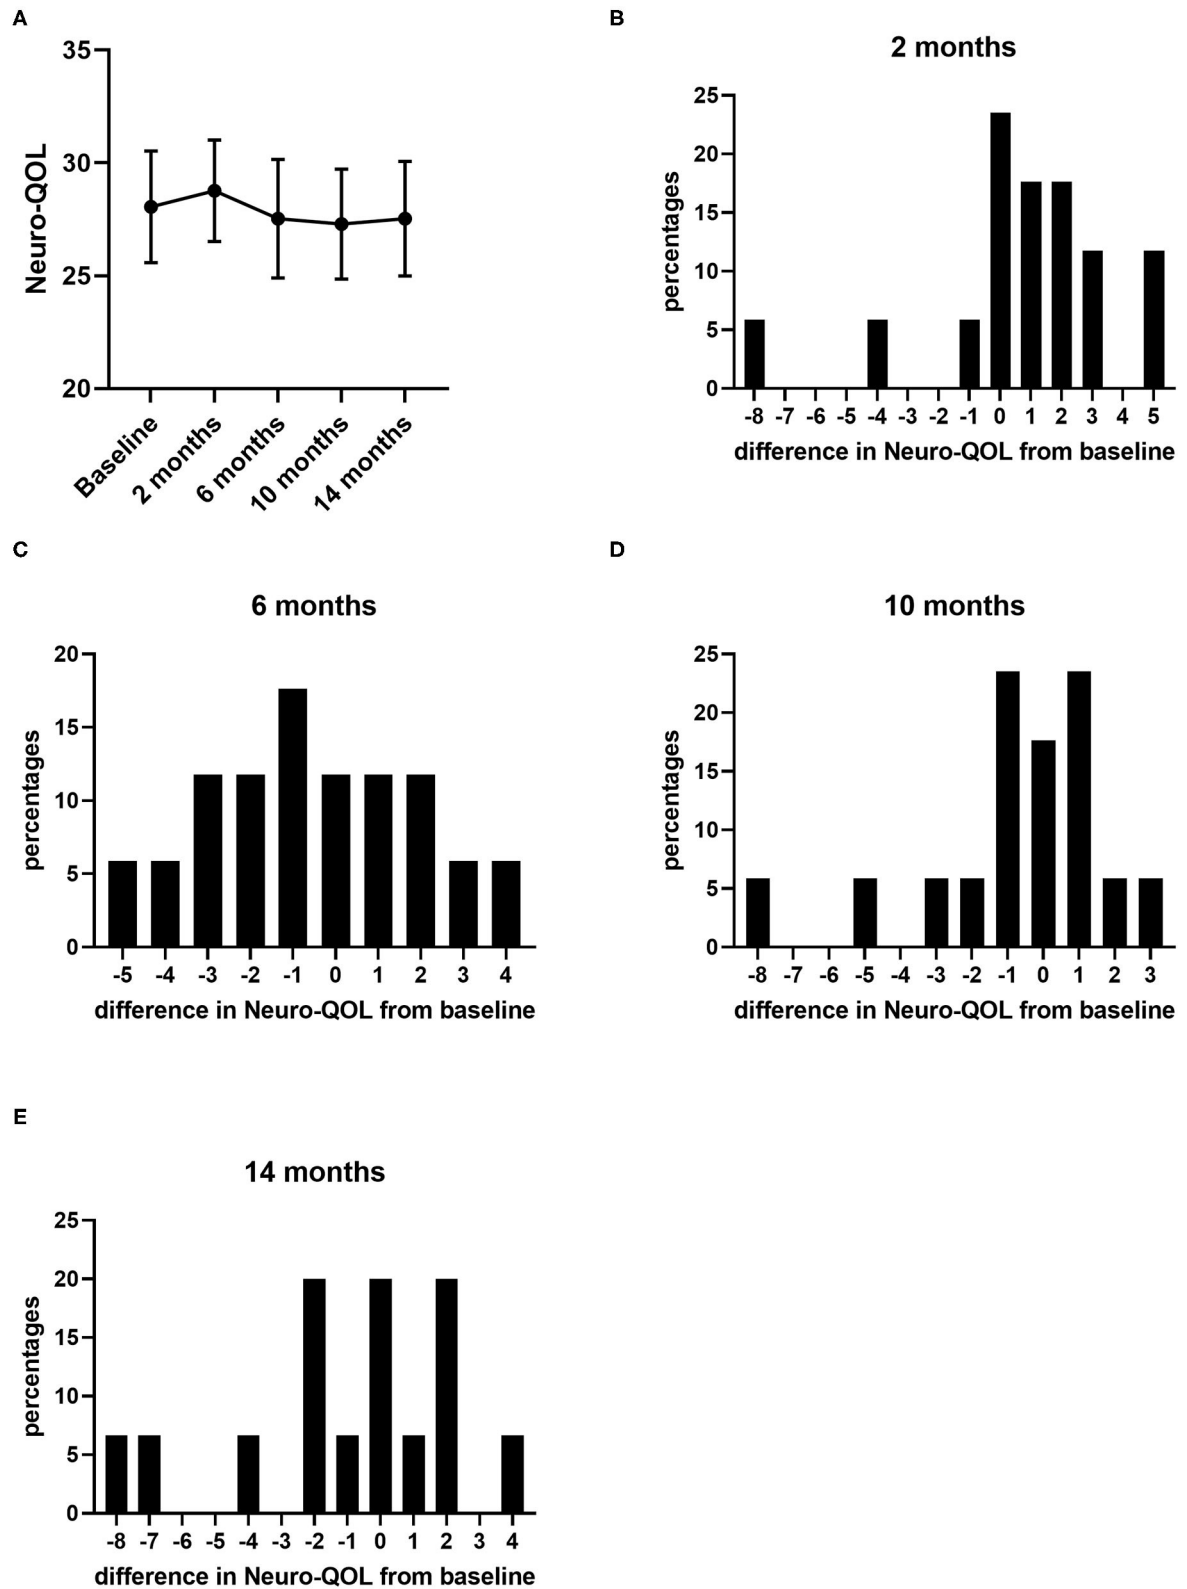 A
35
30
25
20
Neuro-QOL
Baseline
2 months
6 months
10 months
14 months
B
2 months
25
20
15
10
5
0
percentages
-8 -7 -6 -5 -4 -3 -2 -1 0 1 2 3 4 5
difference in Neuro-QOL from baseline
C
6 months
20
15
10
5
0
percentages
-5 -4 -3 -2 -1 0 1 2 3 4
difference in Neuro-QOL from baseline
D
10 months
25
20
15
10
5
0
percentages
-8 -7 -6 -5 -4 -3 -2 -1 0 1 2 3
difference in Neuro-QOL from baseline
E
14 months
25
20
15
10
5
0
percentages
-8 -7 -6 -5 -4 -3 -2 -1 0 1 2 3 4
difference in Neuro-QOL from baseline